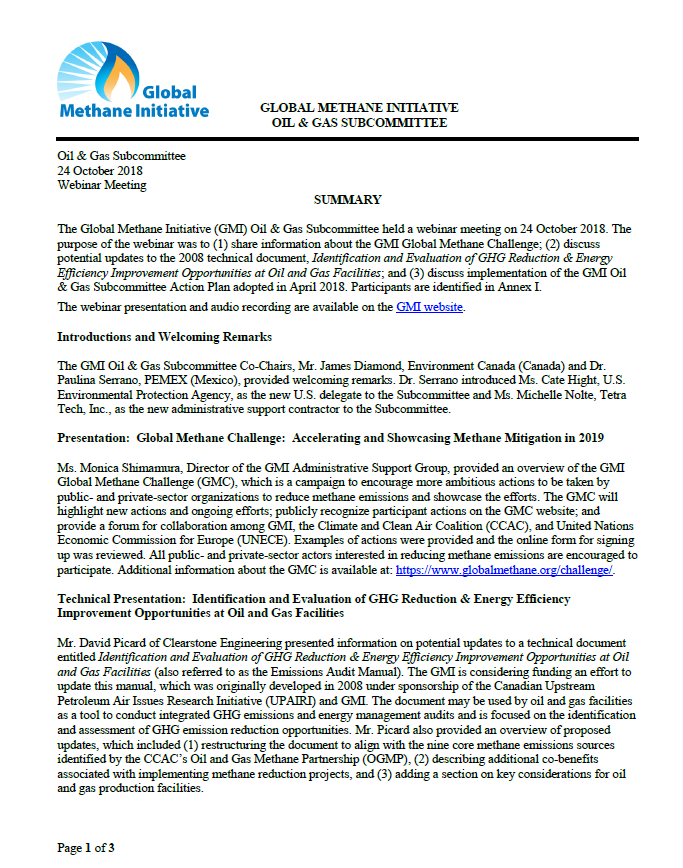 Global
Methane Initiative
GLOBAL METHANE INITIATIVE
OIL & GAS SUBCOMMITTEE
Oil & Gas Subcommittee
24 October 2018
Webinar Meeting
SUMMARY
The Global Methane Initiative (GMI) Oil & Gas Subcommittee held a webinar meeting on 24 October 2018. The
purpose of the webinar was to (1) share information about the GMI Global Methane Challenge; (2) discuss
potential updates to the 2008 technical document, Identification and Evaluation of GHG Reduction & Energy
Efficiency Improvement Opportunities at Oil and Gas Facilities; and (3) discuss implementation of the GMI Oil
& Gas Subcommittee Action Plan adopted in April 2018. Participants are identified in Annex I.
The webinar presentation and audio recording are available on the GMI website.
Introductions and Welcoming Remarks
The GMI Oil & Gas Subcommittee Co-Chairs, Mr. James Diamond, Environment Canada (Canada) and Dr.
Paulina Serrano, PEMEX (Mexico), provided welcoming remarks. Dr. Serrano introduced Ms. Cate Hight, U.S.
Environmental Protection Agency, as the new U.S. delegate to the Subcommittee and Ms. Michelle Nolte, Tetra
Tech, Inc., as the new administrative support contractor to the Subcommittee.
Presentation: Global Methane Challenge: Accelerating and Showcasing Methane Mitigation in 2019
Ms. Monica Shimamura, Director of the GMI Administrative Support Group, provided an overview of the GMI
Global Methane Challenge (GMC), which is a campaign to encourage more ambitious actions to be taken by
public- and private-sector organizations to reduce methane emissions and showcase the efforts. The GMC will
highlight new actions and ongoing efforts; publicly recognize participant actions on the GMC website; and
provide a forum for collaboration among GMI, the Climate and Clean Air Coalition (CCAC), and United Nations
Economic Commission for Europe (UNECE). Examples of actions were provided and the online form for signing
up was reviewed. All public- and private-sector actors interested in reducing methane emissions are encouraged to
participate. Additional information about the GMC is available at: https://www.globalmethane.org/challenge/.
Technical Presentation: Identification and Evaluation of GHG Reduction & Energy Efficiency
Improvement Opportunities at Oil and Gas Facilities
Mr. David Picard of Clearstone Engineering presented information on potential updates to a technical document
entitled Identification and Evaluation of GHG Reduction & Energy Efficiency Improvement Opportunities at Oil
and Gas Facilities (also referred to as the Emissions Audit Manual). The GMI is considering funding an effort to
update this manual, which was originally developed in 2008 under sponsorship of the Canadian Upstream
Petroleum Air Issues Research Initiative (UPAIRI) and GMI. The document may be used by oil and gas facilities
as a tool to conduct integrated GHG emissions and energy management audits and is focused on the identification
and assessment of GHG emission reduction opportunities. Mr. Picard also provided an overview of proposed
updates, which included (1) restructuring the document to align with the nine core methane emissions sources
identified by the CCAC's Oil and Gas Methane Partnership (OGMP), (2) describing additional co-benefits
associated with implementing methane reduction projects, and (3) adding a section on key considerations for oil
and gas production facilities.
Page 1 of 3